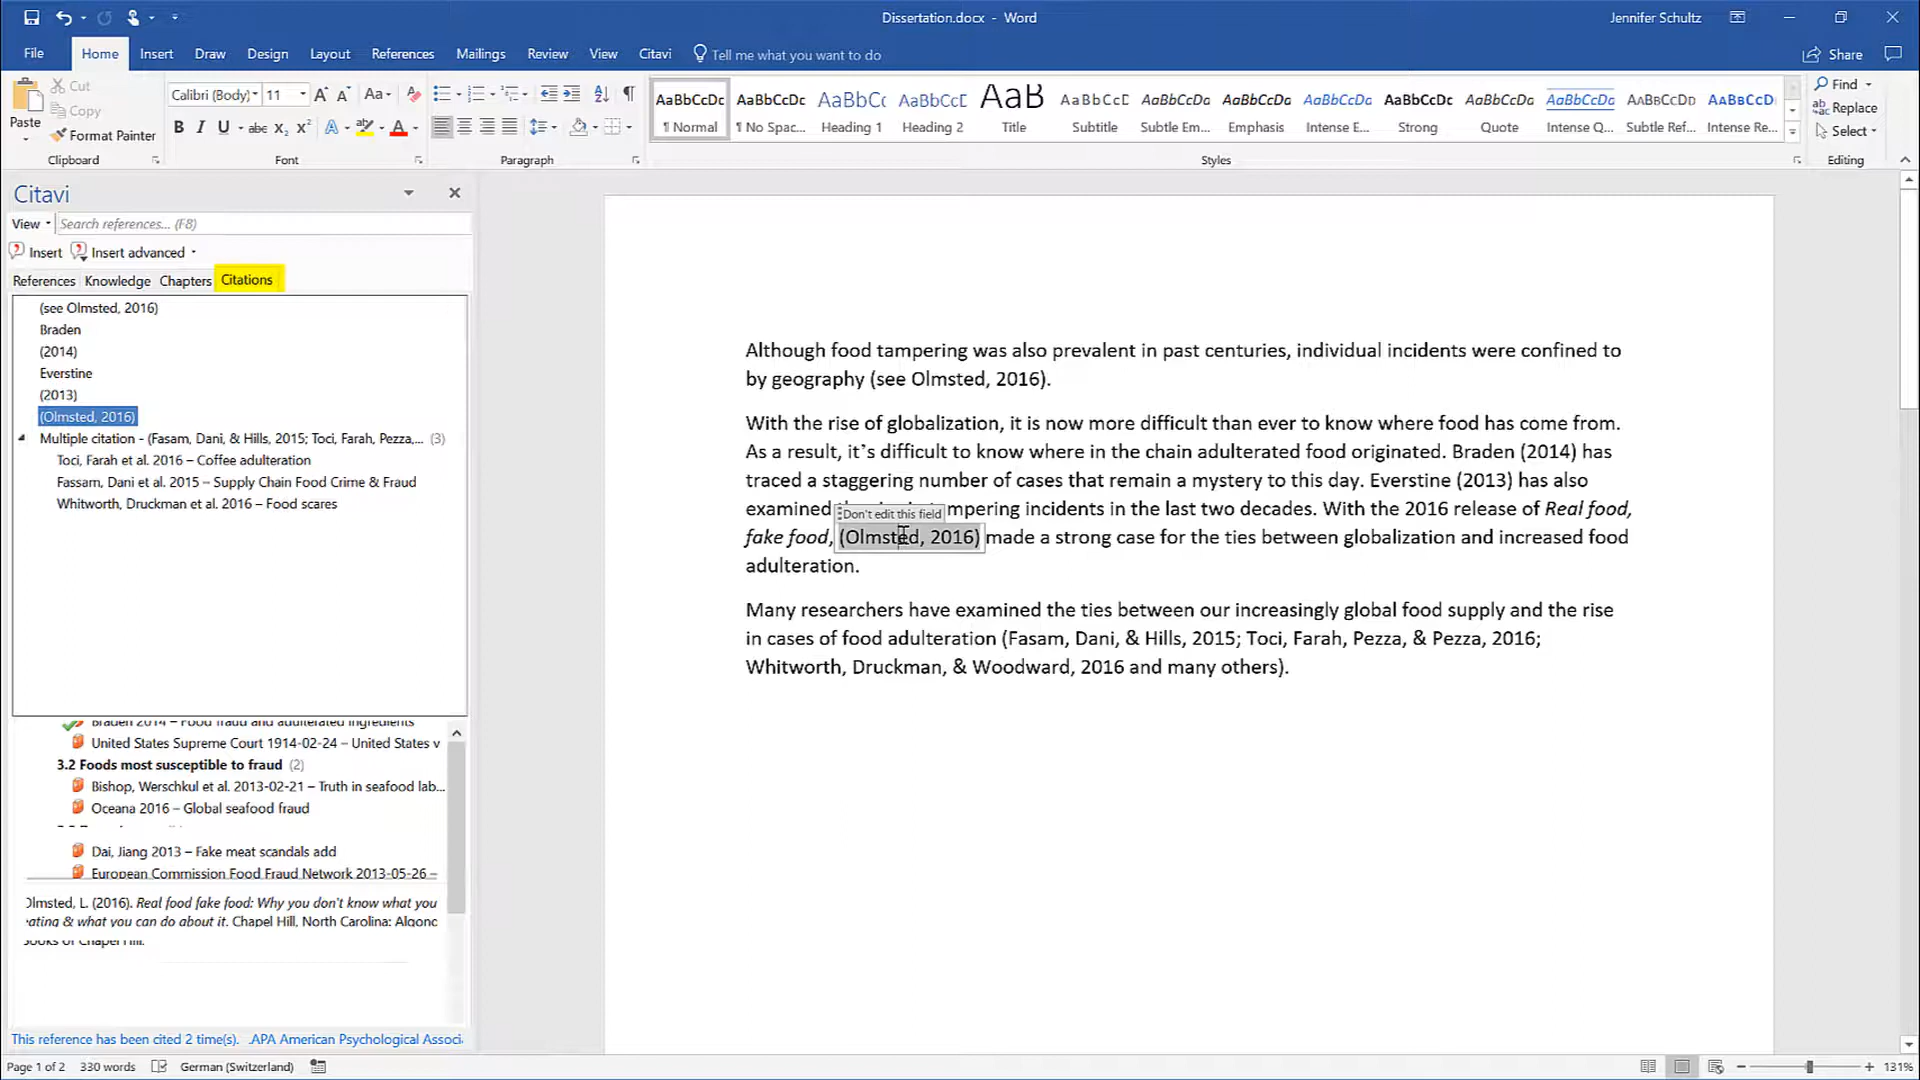 Dissertation.docx - Word
Jennifer Schultz
File Home Insert Draw Design Layout References Mailings Review View Citavi Tell me what you want to do
Share
Paste
Cut
Copy
Format Painter
Clipboard
Calibri (Body) 11
Font
Paragraph
AaBbCcDc AaBbCcDc AaBbCc AaBbCcD AaB AaBbCcD AaBbCcDa AaBbCcDa AaBbCcDa AaBbCcDc AaBbCcDa AaBbCcDa AaBbCcDd AaBbCcD
¶ Normal ¶ No Spac... Heading 1 Heading 2 Title Subtitle Subtle Em... Emphasis Intense E... Strong Quote Intense Q... Subtle Ref... Intense Re...
Styles
Find
Replace
Select
Editing
Citavi
View Search references... (F8)
Insert Insert advanced
References Knowledge Chapters Citations
(see Olmsted, 2016)
Braden
(2014)
Everstine
(2013)
(Olmsted, 2016)
Multiple citation - (Fasam, Dani, & Hills, 2015; Toci, Farah, Pezza,... (3)
Toci, Farah et al. 2016 – Coffee adulteration
Fassam, Dani et al. 2015 – Supply Chain Food Crime & Fraud
Whitworth, Druckman et al. 2016 – Food scares
Braden 2014 – Food fraud and adulterated ingredients
United States Supreme Court 1914-02-24 – United States v
3.2 Foods most susceptible to fraud (2)
Bishop, Werschkul et al. 2013-02-21 – Truth in seafood lab...
Oceana 2016 – Global seafood fraud
Dai, Jiang 2013 – Fake meat scandals add
European Commission Food Fraud Network 2013-05-26 –
Olmsted, L. (2016). Real food fake food: Why you don't know what you
eating & what you can do about it. Chapel Hill, North Carolina: Algonc
Books of Chapel Hill.
This reference has been cited 2 time(s). .APA American Psychological Associ
Although food tampering was also prevalent in past centuries, individual incidents were confined to
by geography (see Olmsted, 2016).
With the rise of globalization, it is now more difficult than ever to know where food has come from.
As a result, it's difficult to know where in the chain adulterated food originated. Braden (2014) has
traced a staggering number of cases that remain a mystery to this day. Everstine (2013) has also
examined mpering incidents in the last two decades. With the 2016 release of Real food,
Don't edit this field
fake food, (Olmsted, 2016) made a strong case for the ties between globalization and increased food
adulteration.
Many researchers have examined the ties between our increasingly global food supply and the rise
in cases of food adulteration (Fasam, Dani, & Hills, 2015; Toci, Farah, Pezza, & Pezza, 2016;
Whitworth, Druckman, & Woodward, 2016 and many others).
Page 1 of 2 330 words German (Switzerland)
131%